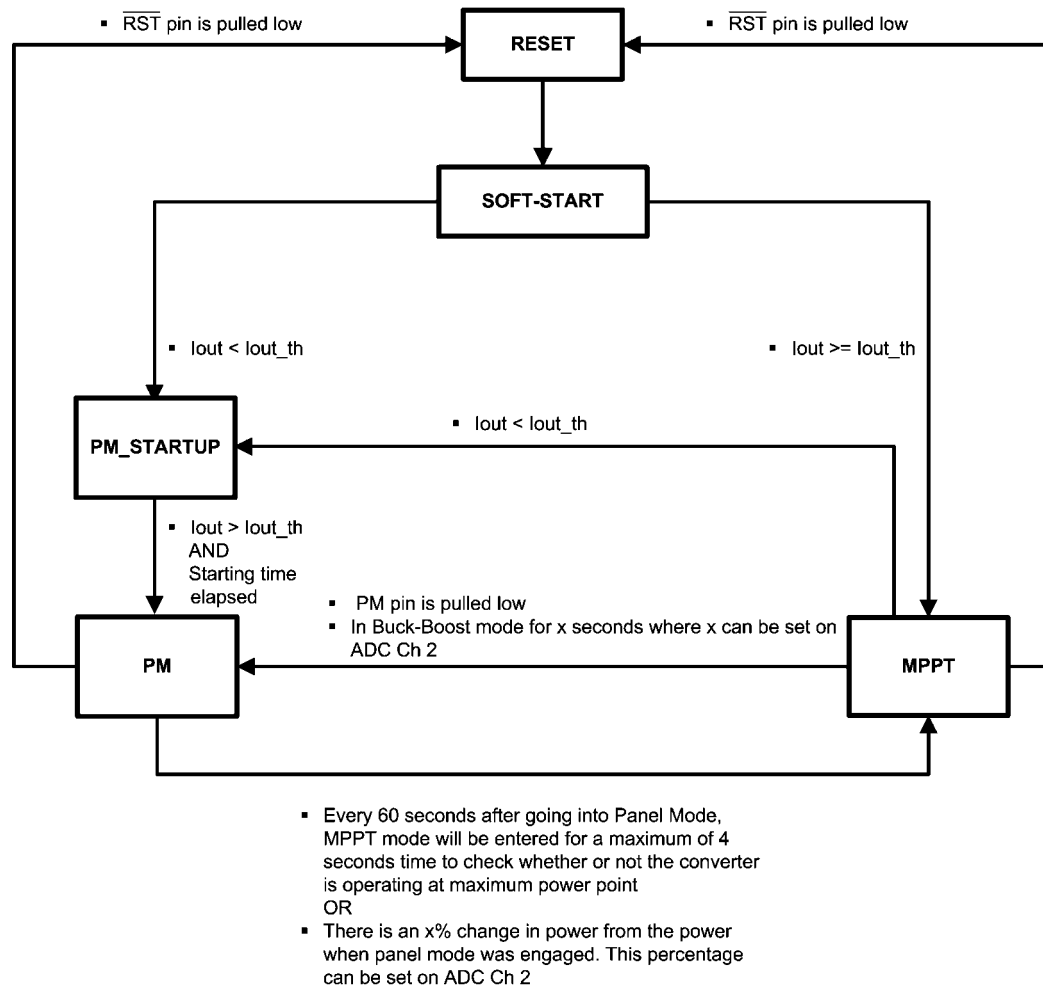 ▪ RST pin is pulled low
▪ RST pin is pulled low
RESET
SOFT-START
▪ Iout < Iout_th
▪ Iout >= Iout_th
▪ Iout < Iout_th
PM_STARTUP
▪ Iout > Iout_th
AND
Starting time
elapsed
▪ PM pin is pulled low
▪ In Buck-Boost mode for x seconds where x can be set on
ADC Ch 2
PM
MPPT
▪ Every 60 seconds after going into Panel Mode,
MPPT mode will be entered for a maximum of 4
seconds time to check whether or not the converter
is operating at maximum power point
OR
▪ There is an x% change in power from the power
when panel mode was engaged. This percentage
can be set on ADC Ch 2